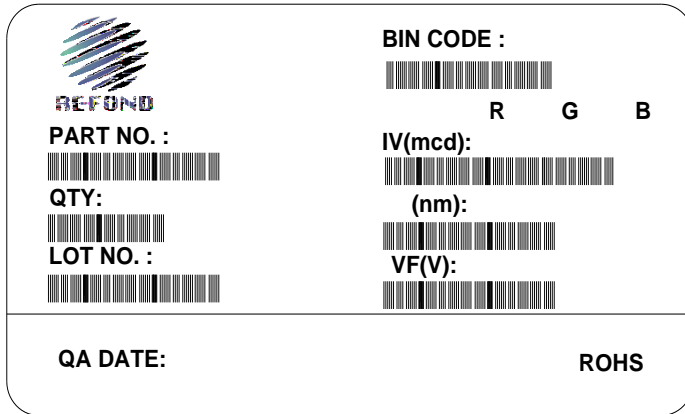 REFOND
BIN CODE :
R G B
PART NO. :
IV(mcd):
QTY:
(nm):
LOT NO. :
VF(V):
QA DATE:
ROHS